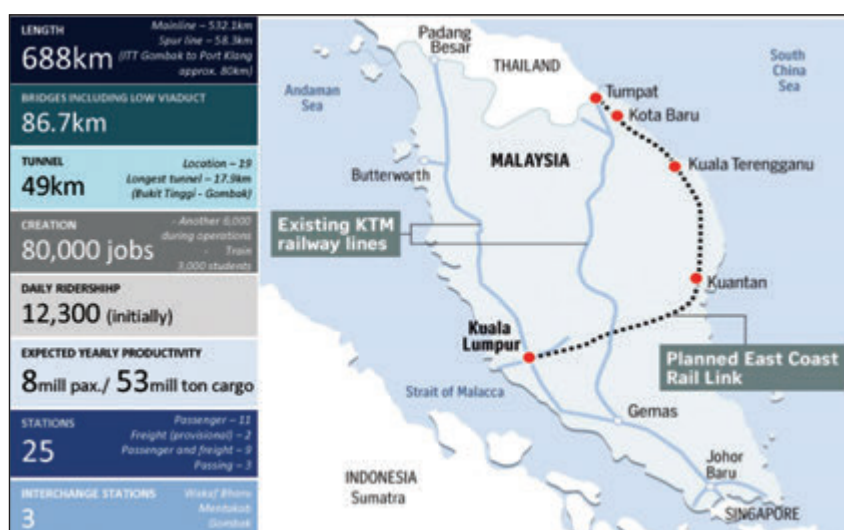 LENGTH
688km
Mainline – 532.1km
Spur line – 58.3km
(ITT Gombak to Port Klang
approx. 80km)
BRIDGES INCLUDING LOW VIADUCT
86.7km
TUNNEL
49km
Location – 19
Longest tunnel – 17.9km
(Bukit Tinggi - Gombak)
CREATION
80,000 jobs
- Another 6,000
during operations
- Train
3,000 students
DAILY RIDERSHIHP
12,300 (initially)
EXPECTED YEARLY PRODUCTIVITY
8mill pax./ 53mill ton cargo
STATIONS
25
Passenger – 11
Freight (provisional) – 2
Passenger and freight – 9
Passing – 3
INTERCHANGE STATIONS
3
Wakaf Bharu
Mentakab
Gombak
Padang
Besar
THAILAND
South
China
Sea
Andaman
Sea
Tumpat
Kota Baru
MALAYSIA
Kuala Terengganu
Butterworth
Existing KTM
railway lines
Kuantan
Kuala
Lumpur
Planned East Coast
Rail Link
Strait of Malacca
Gemas
INDONESIA
Sumatra
Johor
Baru
SINGAPORE